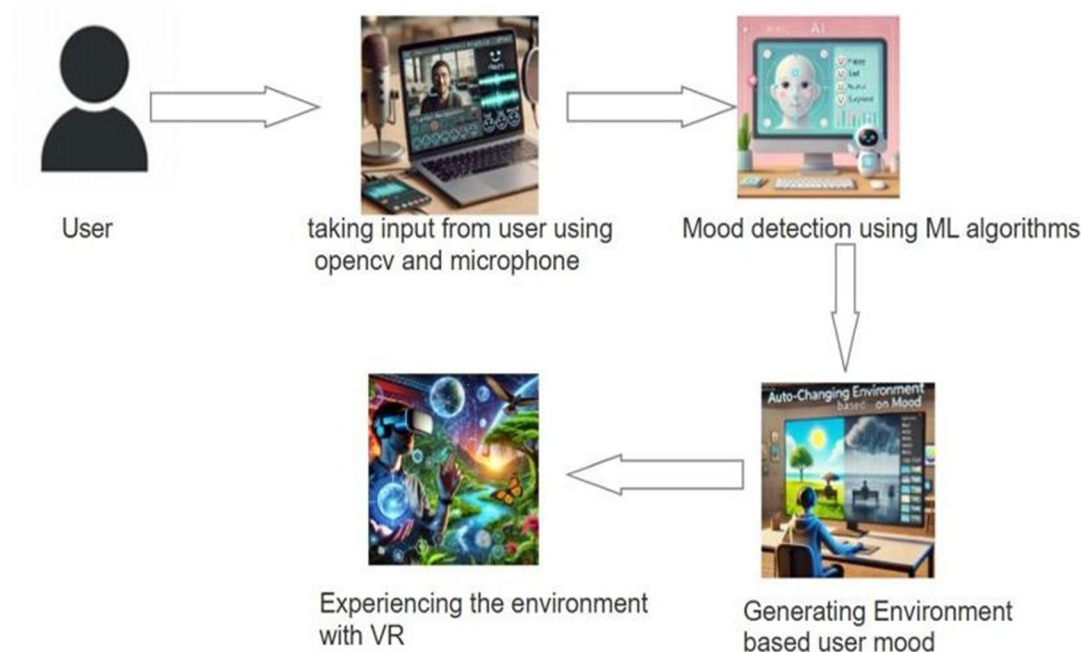 User
taking input from user using
opencv and microphone
AI
Mood detection using ML algorithms
Auto-Changing Environment
based on Mood
Experiencing the environment
with VR
Generating Environment
based user mood